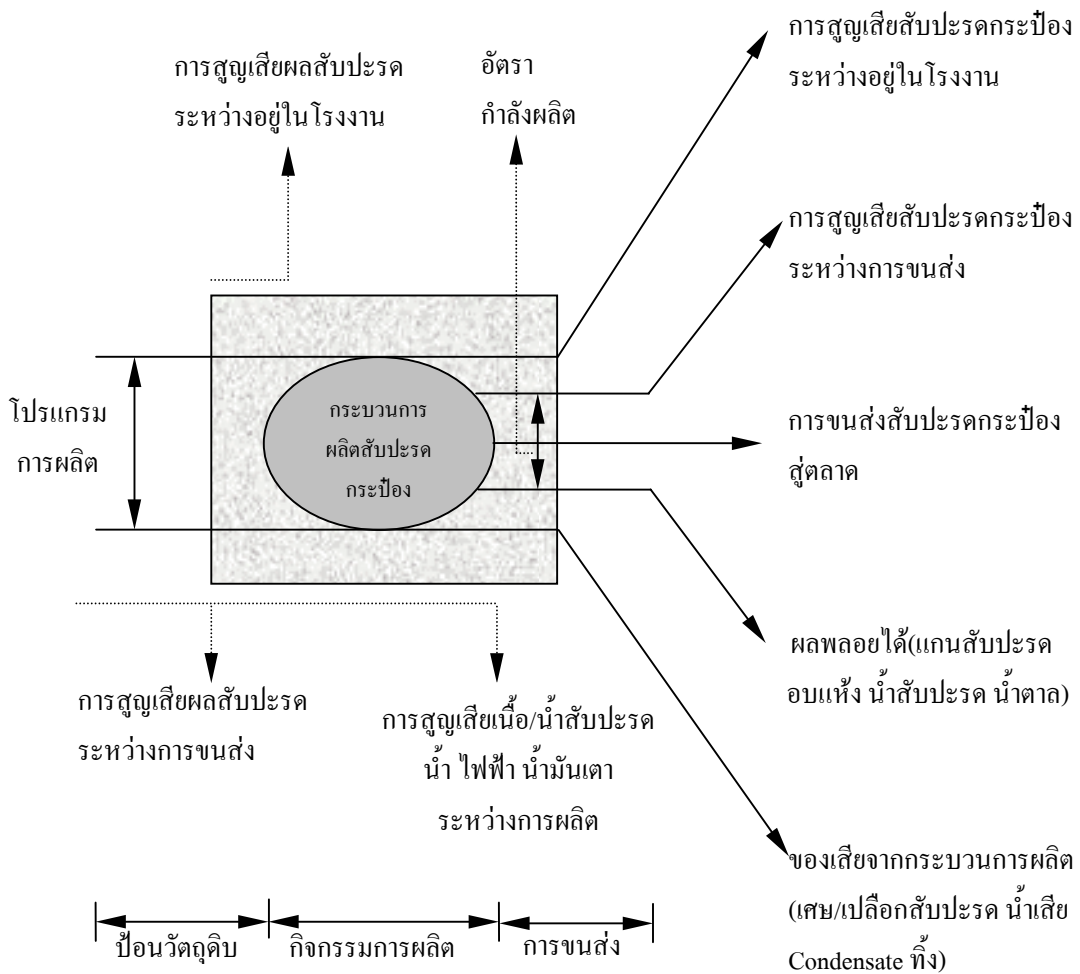 การสูญเสียสับปะรดกระป๋อง
ระหว่างอยู่ในโรงงาน
การสูญเสียผลสับปะรด
ระหว่างอยู่ในโรงงาน
อัตรา
กำลังผลิต
การสูญเสียสับปะรดกระป๋อง
ระหว่างการขนส่ง
โปรแกรม
การผลิต
กระบวนการ
ผลิตสับปะรด
กระป๋อง
การขนส่งสับปะรดกระป๋อง
สู่ตลาด
ผลพลอยได้(แกนสับปะรด
อบแห้ง น้ำสับปะรด น้ำตาล)
การสูญเสียผลสับปะรด
ระหว่างการขนส่ง
การสูญเสียเนื้อ/น้ำสับปะรด
น้ำ ไฟฟ้า น้ำมันเตา
ระหว่างการผลิต
ของเสียจากกระบวนการผลิต
(เศษ/เปลือกสับปะรด น้ำเสีย
Condensate ทิ้ง)
ป้อนวัตถุดิบ
กิจกรรมการผลิต
การขนส่ง